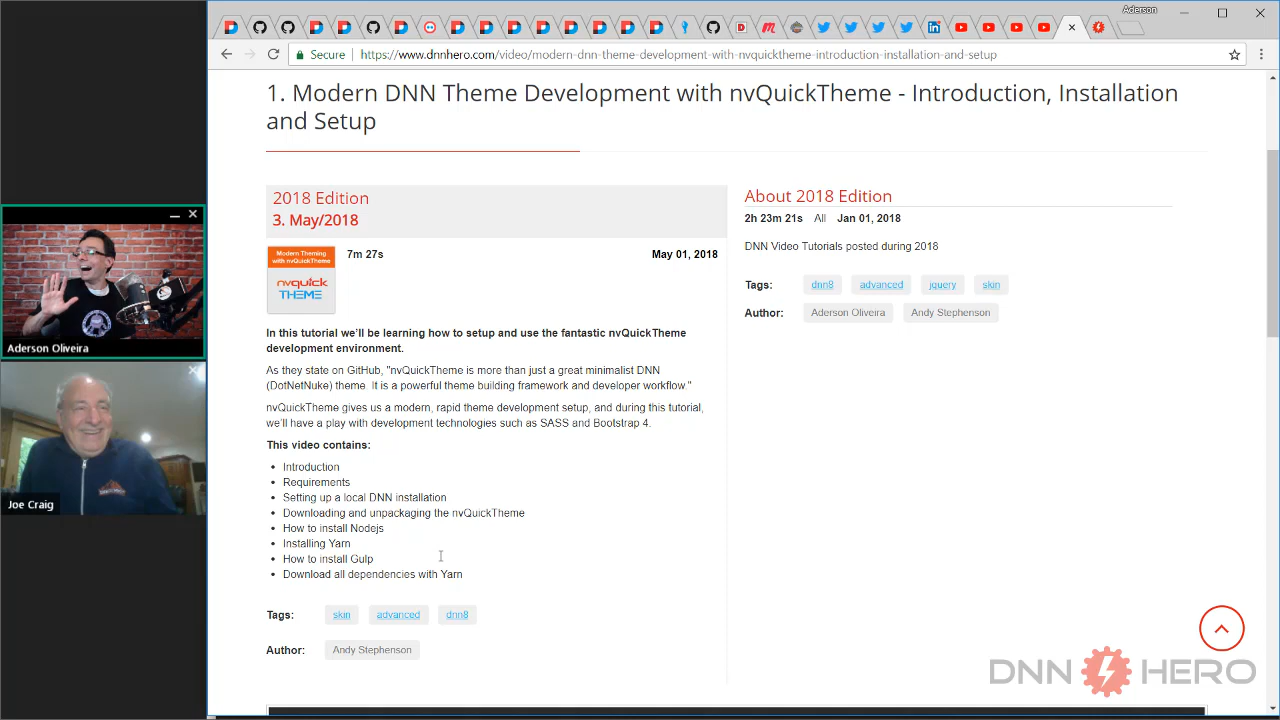 Aderson
Secure
https://www.dnnhero.com/video/modern-dnn-theme-development-with-nvquicktheme-introduction-installation-and-setup
1. Modern DNN Theme Development with nvQuickTheme - Introduction, Installation
and Setup
2018 Edition
3. May/2018
Modern Theming
with nvQuickTheme
nvquick
THEME
7m 27s
May 01, 2018
In this tutorial we'll be learning how to setup and use the fantastic nvQuickTheme
development environment.
As they state on GitHub, "nvQuickTheme is more than just a great minimalist DNN
(DotNetNuke) theme. It is a powerful theme building framework and developer workflow."
nvQuickTheme gives us a modern, rapid theme development setup, and during this tutorial,
we'll have a play with development technologies such as SASS and Bootstrap 4.
This video contains:
Introduction
Requirements
Setting up a local DNN installation
Downloading and unpackaging the nvQuickTheme
How to install Nodejs
Installing Yarn
How to install Gulp
Download all dependencies with Yarn
Tags:
skin
advanced
dnn8
Author:
Andy Stephenson
About 2018 Edition
2h 23m 21s
All
Jan 01, 2018
DNN Video Tutorials posted during 2018
Tags:
dnn8
advanced
jquery
skin
Author:
Aderson Oliveira
Andy Stephenson
Aderson Oliveira
Joe Craig
DNN HERO